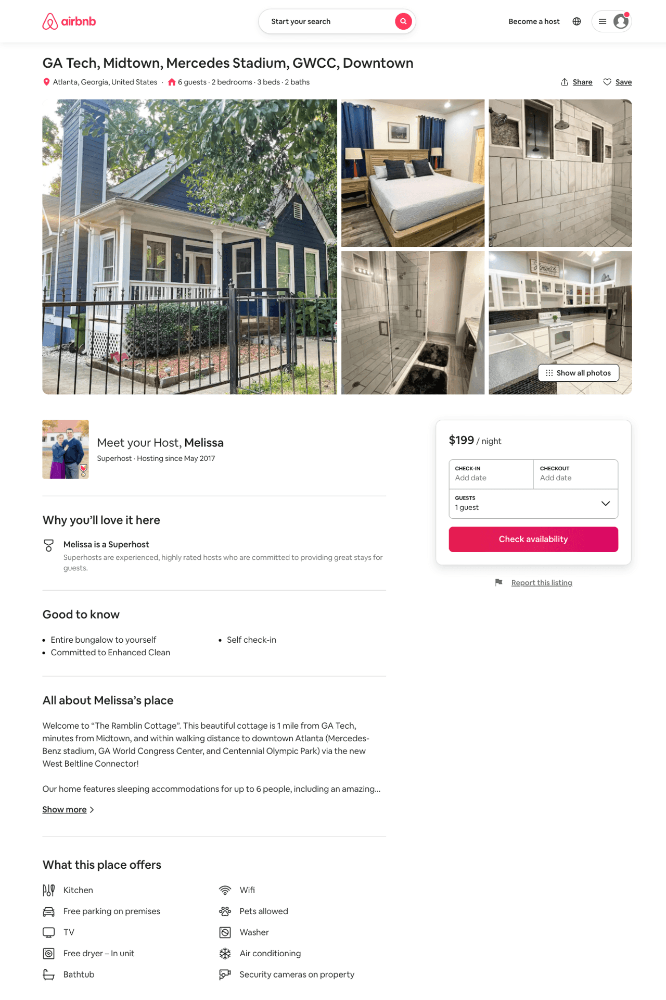 airbnb
Start your search
Become a host
GA Tech, Midtown, Mercedes Stadium, GWCC, Downtown
Atlanta, Georgia, United States · 6 guests · 2 bedrooms · 3 beds · 2 baths
Share
Save
Homemade
Show all photos
Meet your Host, Melissa
Superhost · Hosting since May 2017
$199 / night
CHECK-IN
Add date
CHECKOUT
Add date
GUESTS
1 guest
Check availability
Report this listing
Why you’ll love it here
Melissa is a Superhost
Superhosts are experienced, highly rated hosts who are committed to providing great stays for
guests.
Good to know
• Entire bungalow to yourself
• Self check-in
• Committed to Enhanced Clean
All about Melissa’s place
Welcome to “The Ramblin Cottage”. This beautiful cottage is 1 mile from GA Tech,
minutes from Midtown, and within walking distance to downtown Atlanta (Mercedes-
Benz stadium, GA World Congress Center, and Centennial Olympic Park) via the new
West Beltline Connector!
Our home features sleeping accommodations for up to 6 people, including an amazing...
Show more
What this place offers
Kitchen
Wifi
Free parking on premises
Pets allowed
TV
Washer
Free dryer – In unit
Air conditioning
Bathtub
Security cameras on property